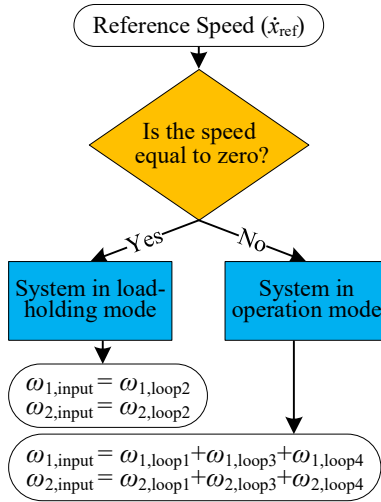 Reference Speed (ẋref)
Is the speed
equal to zero?
Yes
No
System in load-
holding mode
System in
operation mode
ω1,input = ω1,loop2
ω2,input = ω2,loop2
ω1,input = ω1,loop1+ω1,loop3+ω1,loop4
ω2,input = ω2,loop1+ω2,loop3+ω2,loop4